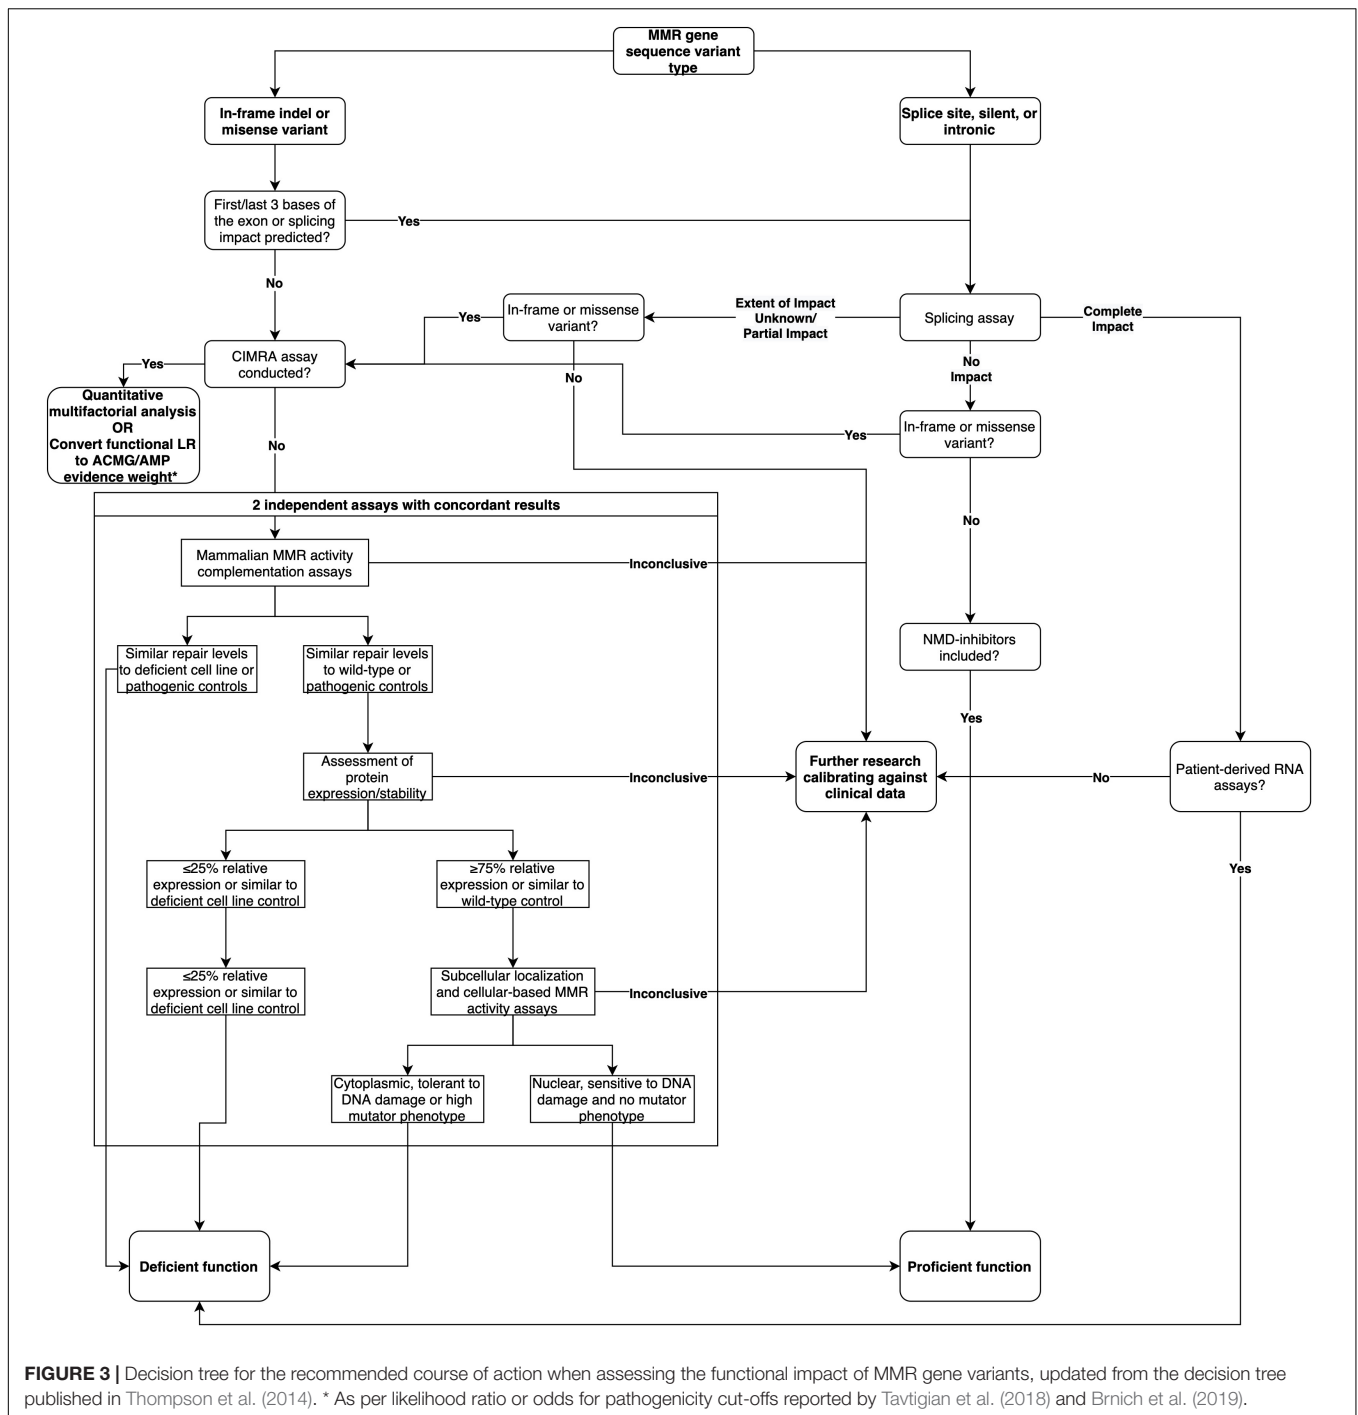 MMR gene
sequence variant
type
In-frame indel or
misense variant
Splice site, silent, or
intronic
First/last 3 bases of
the exon or splicing
impact predicted?
Yes
No
In-frame or missense
variant?
Yes
Extent of Impact
Unknown/
Partial Impact
Splicing assay
Complete
Impact
CIMRA assay
conducted?
Yes
No
No
Impact
Quantitative
multifactorial analysis
OR
Convert functional LR
to ACMG/AMP
evidence weight*
No
Yes
In-frame or missense
variant?
2 independent assays with concordant results
No
Mammalian MMR activity
complementation assays
Inconclusive
Similar repair levels
to deficient cell line or
pathogenic controls
Similar repair levels
to wild-type or
pathogenic controls
NMD-inhibitors
included?
Yes
Assessment of
protein
expression/stability
Inconclusive
Further research
calibrating against
clinical data
No
Patient-derived RNA
assays?
≤25% relative
expression or similar to
deficient cell line control
≥75% relative
expression or similar to
wild-type control
Yes
≤25% relative
expression or similar to
deficient cell line control
Subcellular localization
and cellular-based MMR
activity assays
Inconclusive
Cytoplasmic, tolerant to
DNA damage or high
mutator phenotype
Nuclear, sensitive to DNA
damage and no mutator
phenotype
Deficient function
Proficient function
FIGURE 3 | Decision tree for the recommended course of action when assessing the functional impact of MMR gene variants, updated from the decision tree
published in Thompson et al. (2014). * As per likelihood ratio or odds for pathogenicity cut-offs reported by Tavtigian et al. (2018) and Brnich et al. (2019).